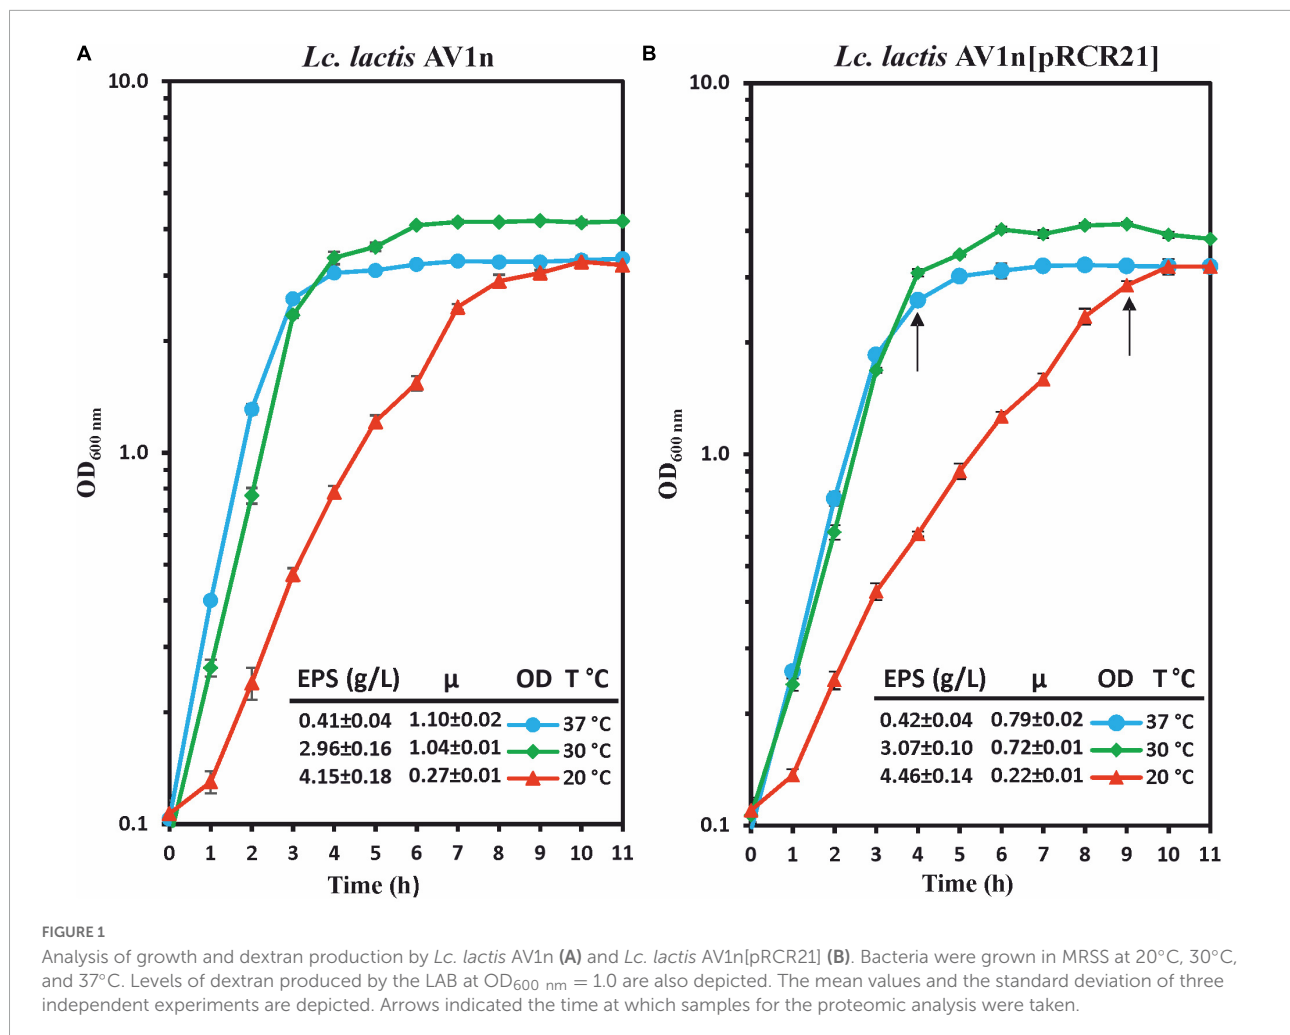 A
Lc. lactis AV1n
10.0
1.0
0.1
OD600 nm
0 1 2 3 4 5 6 7 8 9 10 11
Time (h)
EPS (g/L) µ OD T °C
0.41±0.04 1.10±0.02 37 °C
2.96±0.16 1.04±0.01 30 °C
4.15±0.18 0.27±0.01 20 °C
B
Lc. lactis AV1n[pRCR21]
10.0
1.0
0.1
OD600 nm
0 1 2 3 4 5 6 7 8 9 10 11
Time (h)
EPS (g/L) µ OD T °C
0.42±0.04 0.79±0.02 37 °C
3.07±0.10 0.72±0.01 30 °C
4.46±0.14 0.22±0.01 20 °C
FIGURE 1
Analysis of growth and dextran production by Lc. lactis AV1n (A) and Lc. lactis AV1n[pRCR21] (B). Bacteria were grown in MRSS at 20°C, 30°C,
and 37°C. Levels of dextran produced by the LAB at OD600 nm = 1.0 are also depicted. The mean values and the standard deviation of three
independent experiments are depicted. Arrows indicated the time at which samples for the proteomic analysis were taken.